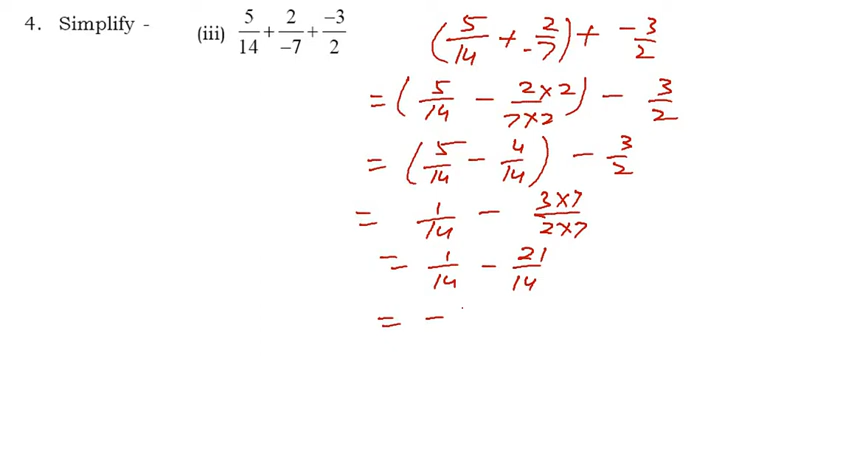 4. Simplify -
(iii) 5/14 + 2/-7 + -3/2
(5/14 + 2/-7) + -3/2
= (5/14 - 2×2/7×2) - 3/2
= (5/14 - 4/14) - 3/2
= 1/14 - 3×7/2×7
= 1/14 - 21/14
= -